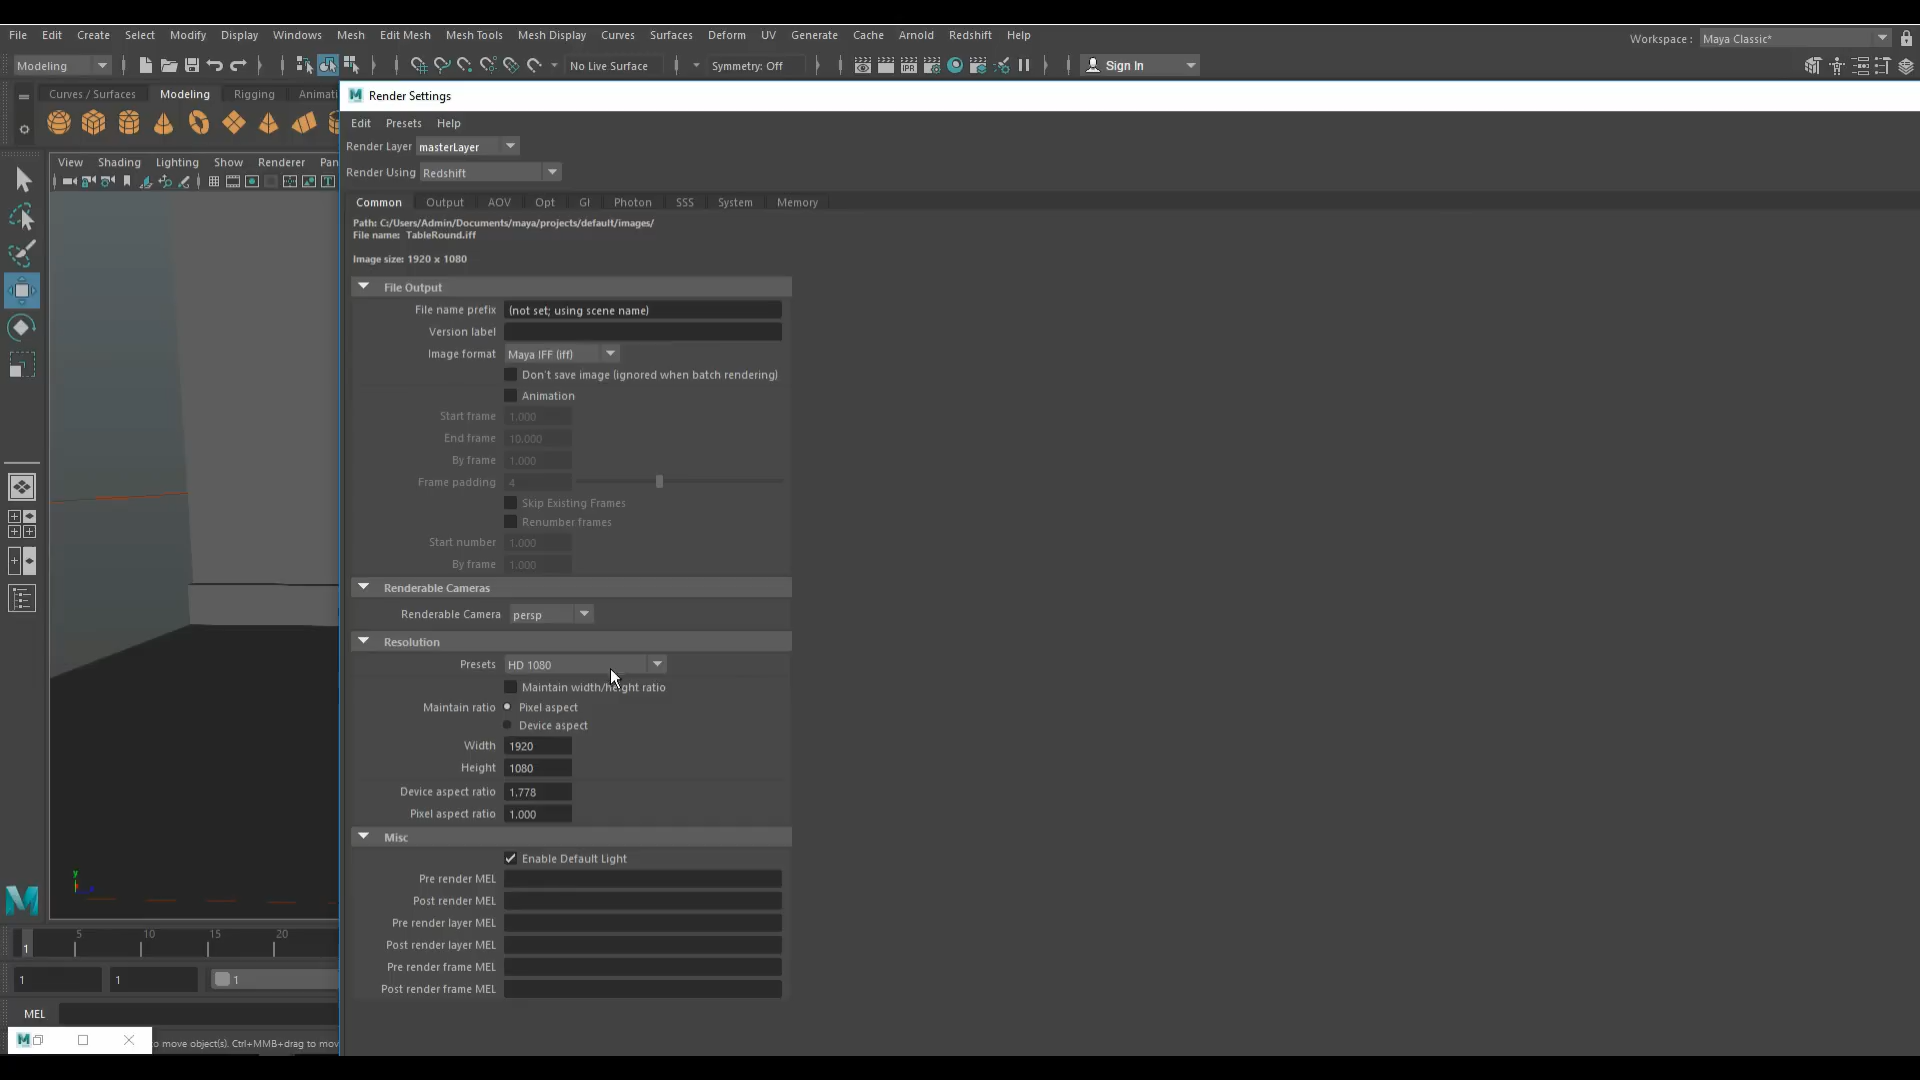 File Edit Create Select Modify Display Windows Mesh Edit Mesh Mesh Tools Mesh Display Curves Surfaces Deform UV Generate Cache Arnold Redshift Help
Workspace : Maya Classic*
Modeling No Live Surface Symmetry: Off Sign In
Curves / Surfaces Modeling Rigging Animati
Render Settings
Edit Presets Help
Render Layer masterLayer
View Shading Lighting Show Renderer Pan
Render Using Redshift
Common Output AOV Opt GI Photon SSS System Memory
Path: C:/Users/Admin/Documents/maya/projects/default/images/
File name: TableRound.iff
Image size: 1920 x 1080
File Output
File name prefix (not set; using scene name)
Version label
Image format Maya IFF (iff)
Don't save image (ignored when batch rendering)
Animation
Start frame 1.000
End frame 10.000
By frame 1.000
Frame padding 4
Skip Existing Frames
Renumber frames
Start number 1.000
By frame 1.000
Renderable Cameras
Renderable Camera persp
Resolution
Presets HD 1080
Maintain width/height ratio
Maintain ratio Pixel aspect
Device aspect
Width 1920
Height 1080
Device aspect ratio 1.778
Pixel aspect ratio 1.000
Misc
Enable Default Light
Pre render MEL
Post render MEL
Pre render layer MEL
Post render layer MEL
Pre render frame MEL
Post render frame MEL
y
5 10 15 20
1
1 1 1
MEL
to move object(s). Ctrl+MMB+drag to mov